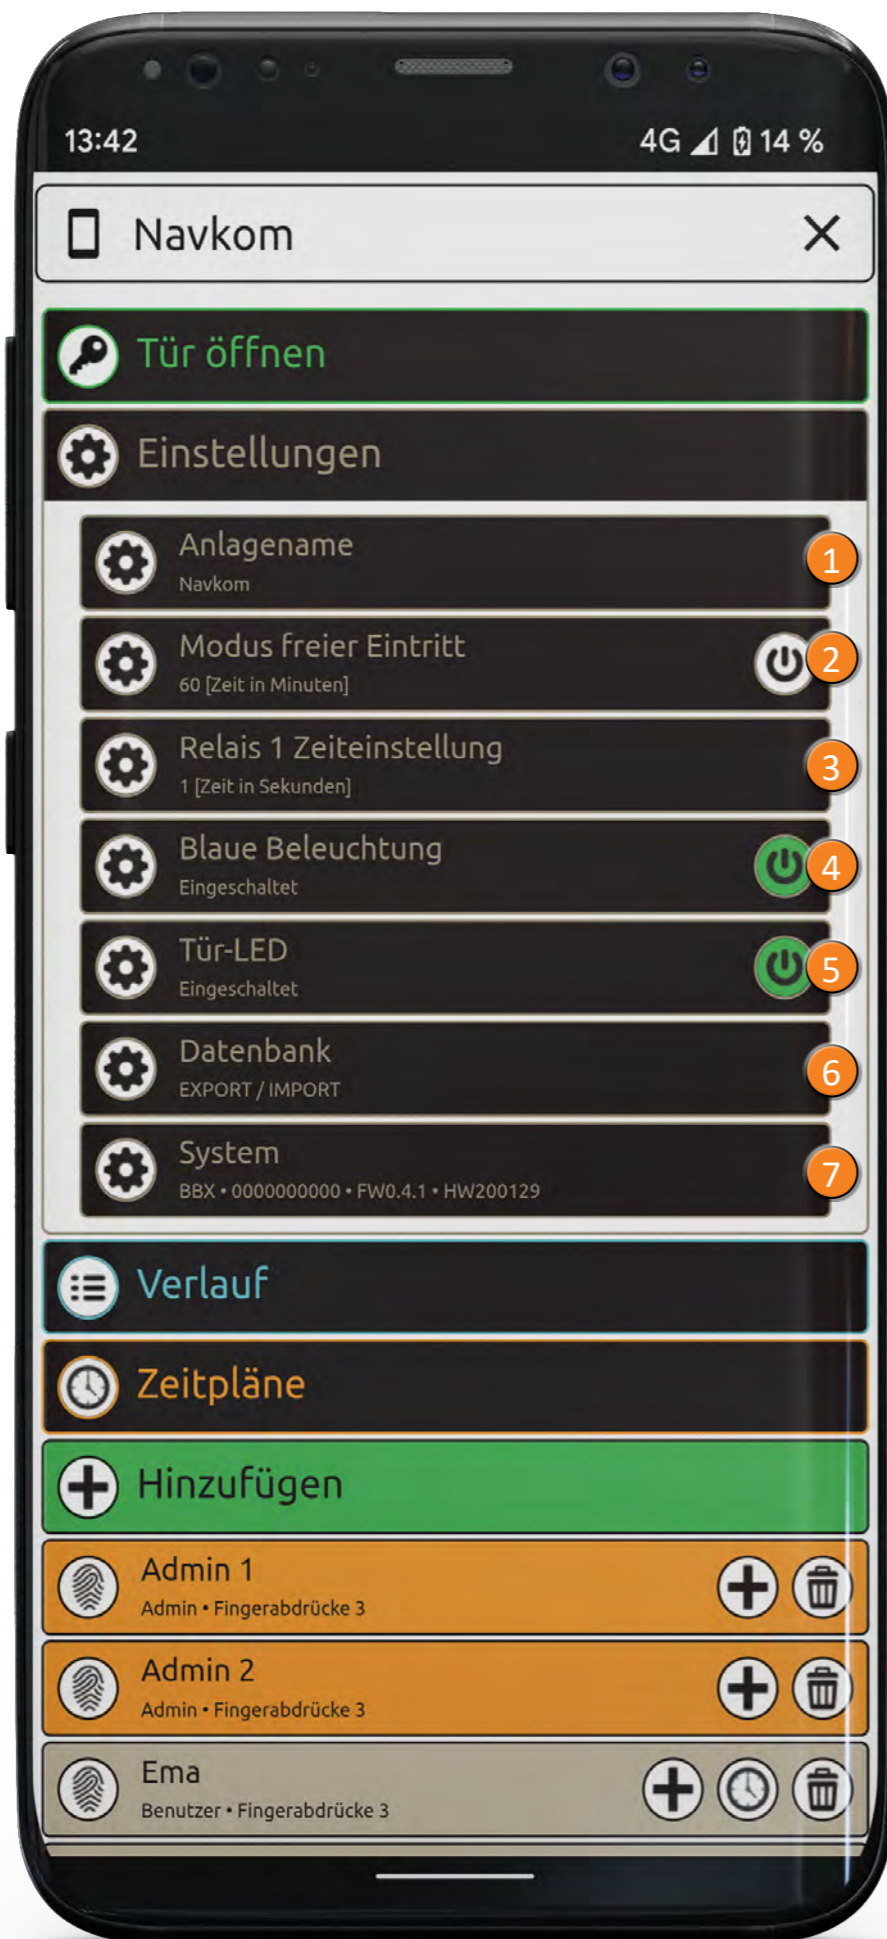 13:42 4G 14 %
Navkom
Tür öffnen
Einstellungen
Anlagename
Navkom
1
Modus freier Eintritt
60 [Zeit in Minuten]
2
Relais 1 Zeiteinstellung
1 [Zeit in Sekunden]
3
Blaue Beleuchtung
Eingeschaltet
4
Tür-LED
Eingeschaltet
5
Datenbank
EXPORT / IMPORT
6
System
BBX • 0000000000 • FW0.4.1 • HW200129
7
Verlauf
Zeitpläne
Hinzufügen
Admin 1
Admin • Fingerabdrücke 3
Admin 2
Admin • Fingerabdrücke 3
Ema
Benutzer • Fingerabdrücke 3